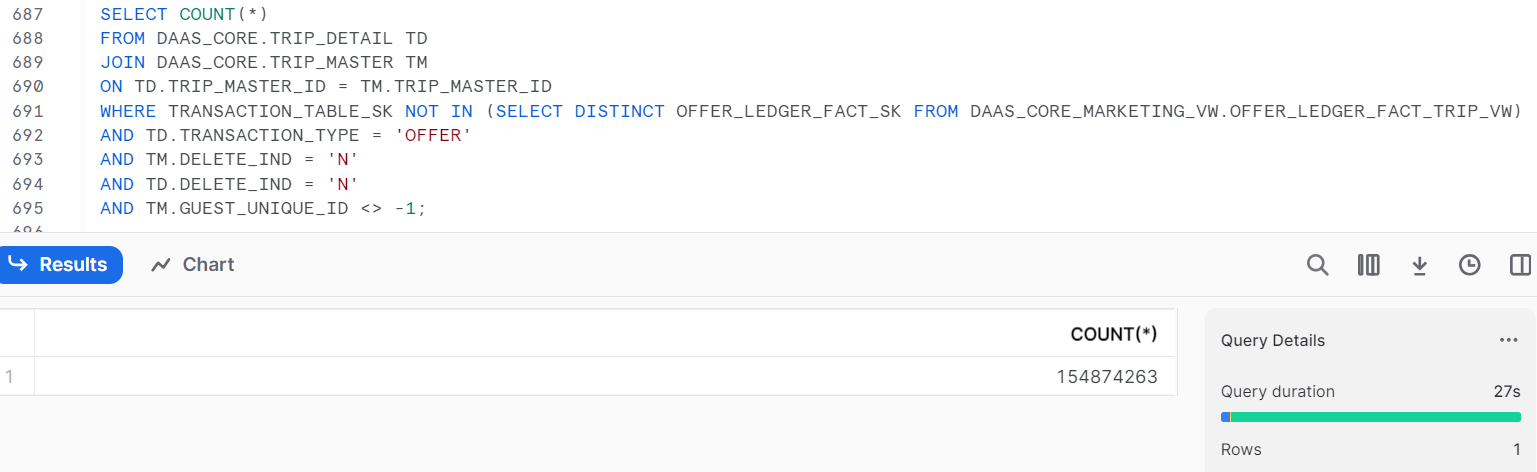 687 SELECT COUNT(*)
688 FROM DAAS_CORE.TRIP_DETAIL TD
689 JOIN DAAS_CORE.TRIP_MASTER TM
690 ON TD.TRIP_MASTER_ID = TM.TRIP_MASTER_ID
691 WHERE TRANSACTION_TABLE_SK NOT IN (SELECT DISTINCT OFFER_LEDGER_FACT_SK FROM DAAS_CORE_MARKETING_VW.OFFER_LEDGER_FACT_TRIP_VW)
692 AND TD.TRANSACTION_TYPE = 'OFFER'
693 AND TM.DELETE_IND = 'N'
694 AND TD.DELETE_IND = 'N'
695 AND TM.GUEST_UNIQUE_ID <> -1;
696
Results Chart
COUNT(*)
1 154874263
Query Details ...
Query duration 27s
Rows 1